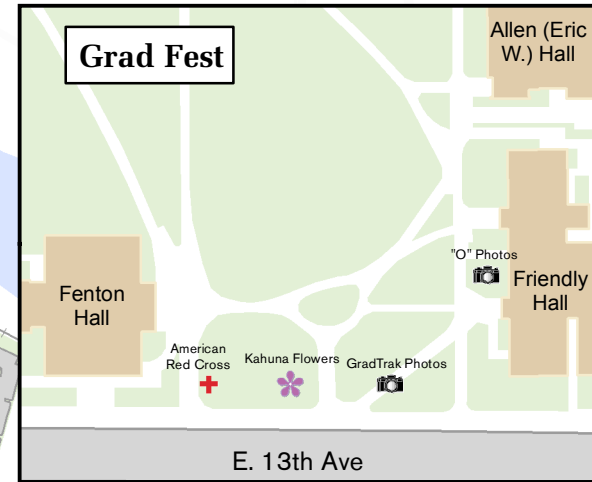 Grad Fest
Allen (Eric
W.) Hall
"O" Photos
Friendly
Hall
Fenton
Hall
American
Red Cross
Kahuna Flowers
GradTrak Photos
E. 13th Ave